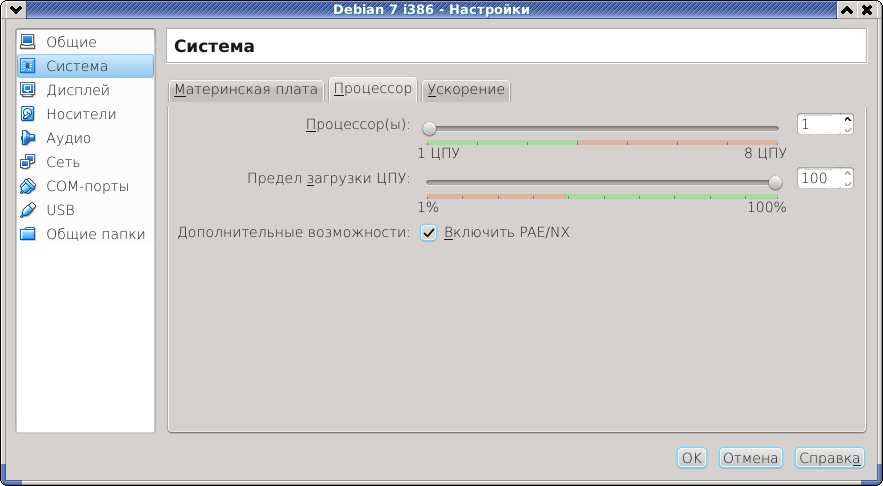 Debian 7 i386 - Настройки
Общие
Система
Дисплей
Носители
Аудио
Сеть
COM-порты
USB
Общие папки
Система
Материнская плата Процессор Ускорение
Процессор(ы): 1
1 ЦПУ 8 ЦПУ
Предел загрузки ЦПУ: 100
1% 100%
Дополнительные возможности: Включить PAE/NX
OK Отмена Справка